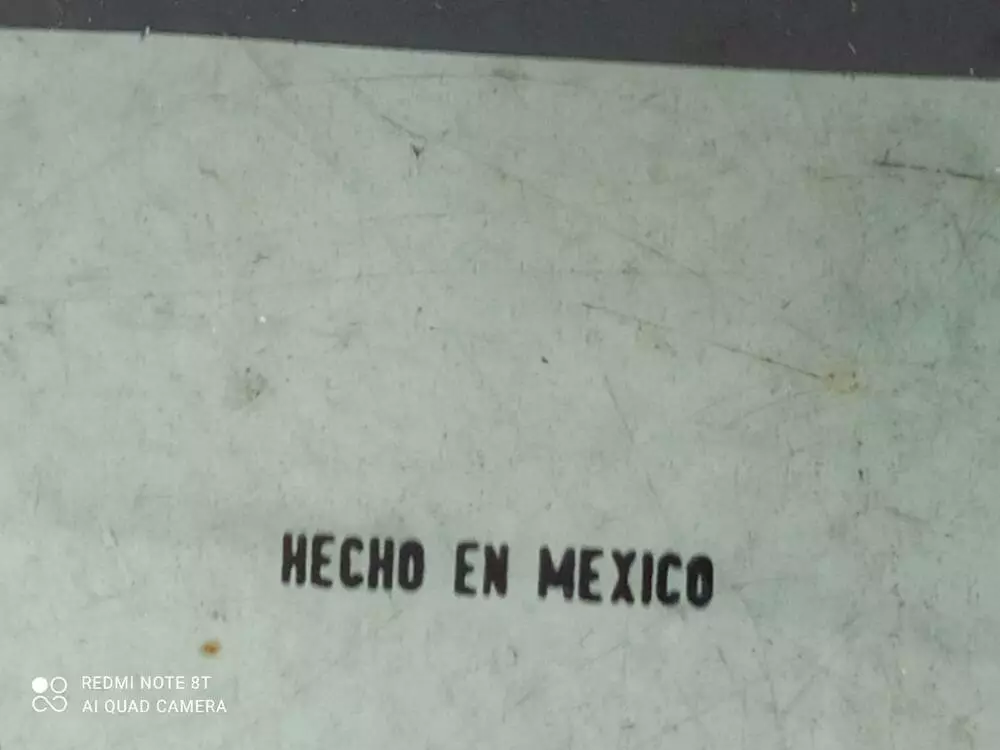 HECHO EN MEXICO
REDMI NOTE 8T
AI QUAD CAMERA